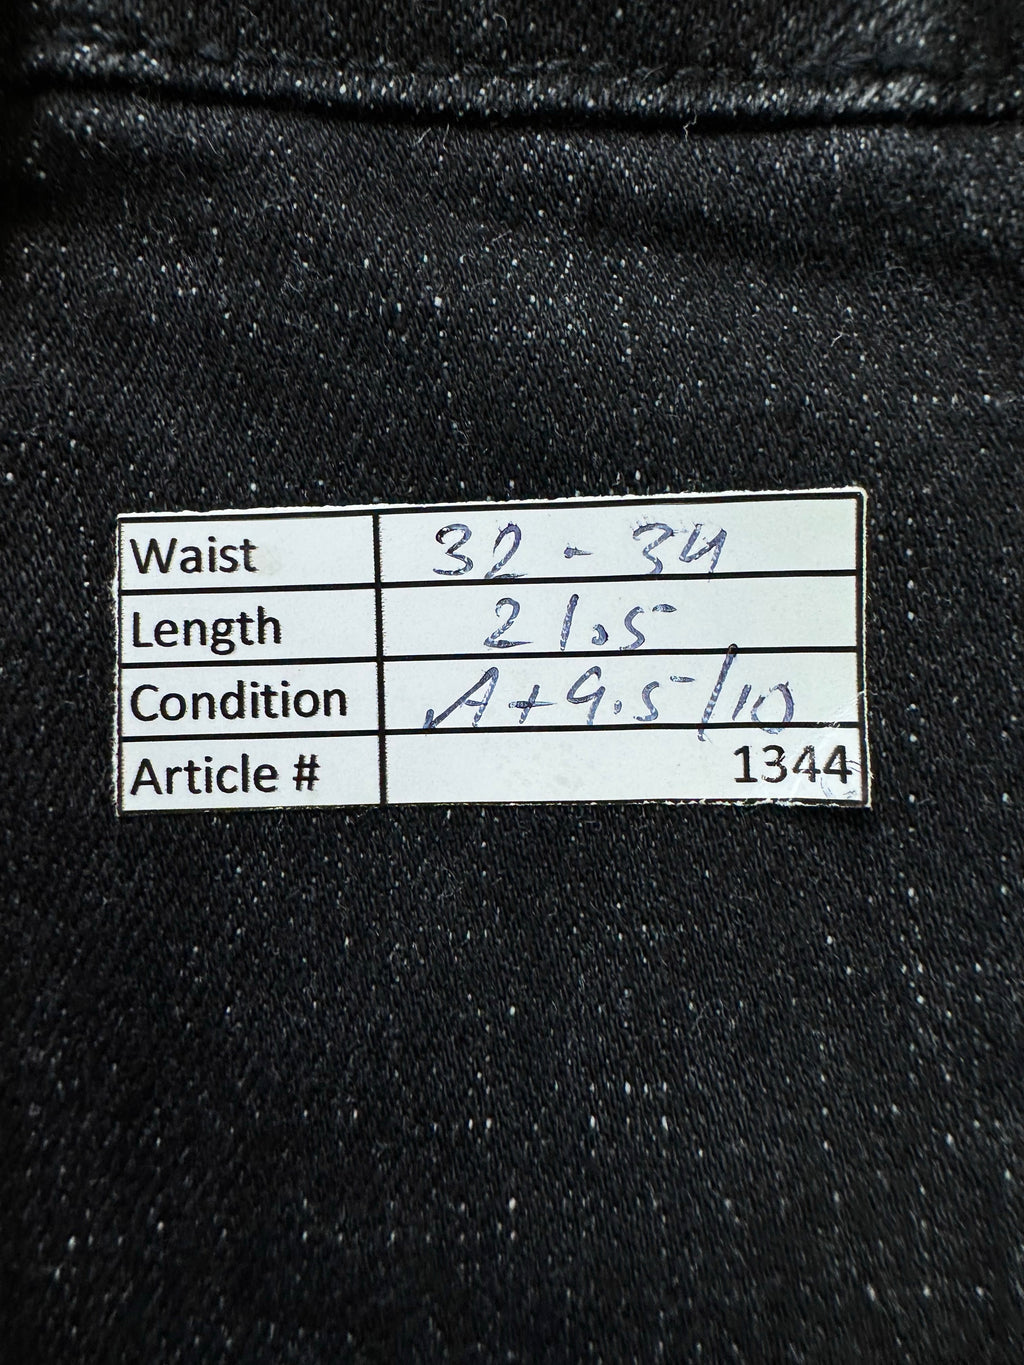 Waist 32 - 34
Length 21.5
Condition A+ 9.5/10
Article # 1344